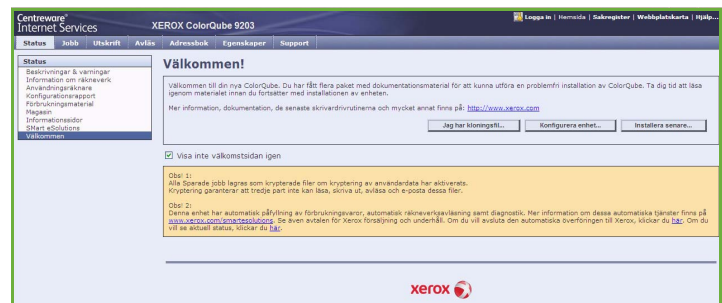 Centreware®
Internet Services
XEROX ColorQube 9203
Logga in | Hemsida | Sakregister | Webbplatskarta | Hjälp...
Status Jobb Utskrift Avläs Adressbok Egenskaper Support
Status
Beskrivningar & varningar
Information om räkneverk
Användningsräknare
Konfigurationsrapport
Förbrukningsmaterial
Magasin
Informationssidor
SMart eSolutions
Välkommen
Välkommen!
Välkommen till din nya ColorQube. Du har fått flera paket med dokumentationsmaterial för att kunna utföra en problemfri installation av ColorQube. Ta dig tid att läsa
igenom materialet innan du fortsätter med installationen av enheten.
Mer information, dokumentation, de senaste skrivardrivrutinerna och mycket annat finns på: http://www.xerox.com
Jag har kloningsfil... Konfigurera enhet... Installera senare...
Visa inte välkomstsidan igen
Obs! 1:
Alla Sparade jobb lagras som krypterade filer om kryptering av användardata har aktiverats.
Kryptering garanterar att tredje part inte kan läsa, skriva ut, avläsa och e-posta dessa filer.
Obs! 2:
Denna enhet har automatisk påfyllning av förbrukningsvaror, automatisk räkneverksavläsning samt diagnostik. Mer information om dessa automatiska tjänster finns på
www.xerox.com/smartesolutions. Se även avtalen för Xerox försäljning och underhåll. Om du vill avsluta den automatiska överföringen till Xerox, klickar du här. Om du
vill se aktuell status, klickar du här.
xerox